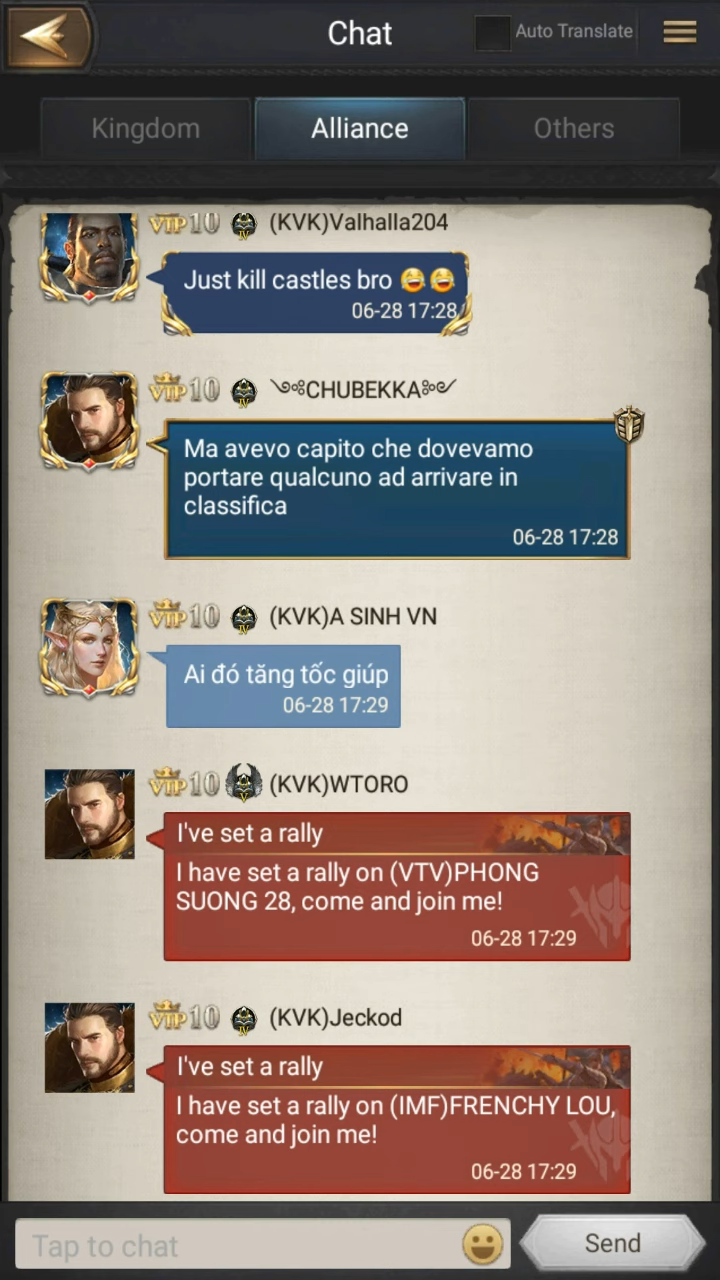 Chat
Auto Translate
Kingdom
Alliance
Others
VIP10 IV (KVK)Valhalla204
Just kill castles bro 😂😂
06-28 17:28
VIP10 IV ༺CHUBEKKA༻
Ma avevo capito che dovevamo
portare qualcuno ad arrivare in
classifica
06-28 17:28
VIP10 IV (KVK)A SINH VN
Ai đó tăng tốc giúp
06-28 17:29
VIP10 V (KVK)WTORO
I've set a rally
I have set a rally on (VTV)PHONG
SUONG 28, come and join me!
06-28 17:29
VIP10 IV (KVK)Jeckod
I've set a rally
I have set a rally on (IMF)FRENCHY LOU,
come and join me!
06-28 17:29
Tap to chat
Send